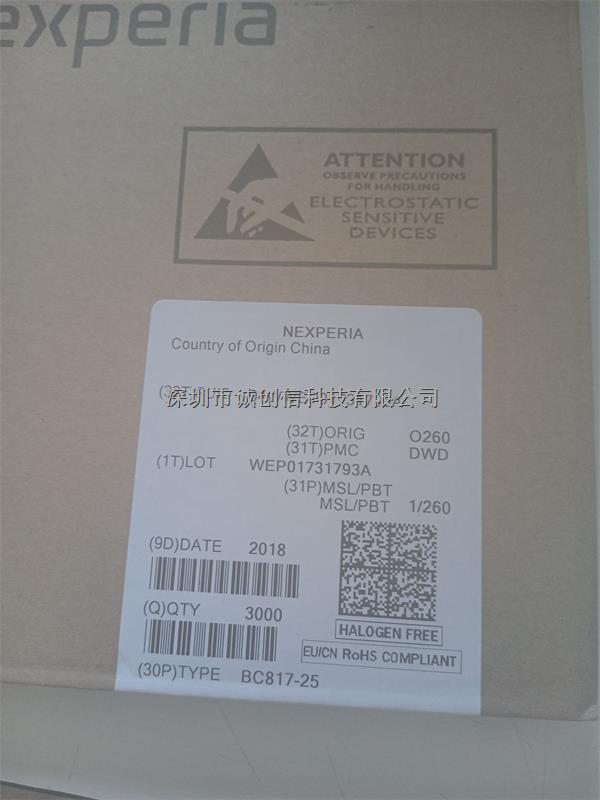 nexperia
ATTENTION
OBSERVE PRECAUTIONS
FOR HANDLING
ELECTROSTATIC
SENSITIVE
DEVICES
NEXPERIA
Country of Origin China
深圳市诚创信科技有限公司
(32T)ORIG O260
(31T)PMC DWD
(1T)LOT WEP01731793A
(31P)MSL/PBT
MSL/PBT 1/260
(9D)DATE 2018
(Q)QTY 3000
HALOGEN FREE
EU/CN RoHS COMPLIANT
(30P)TYPE BC817-25